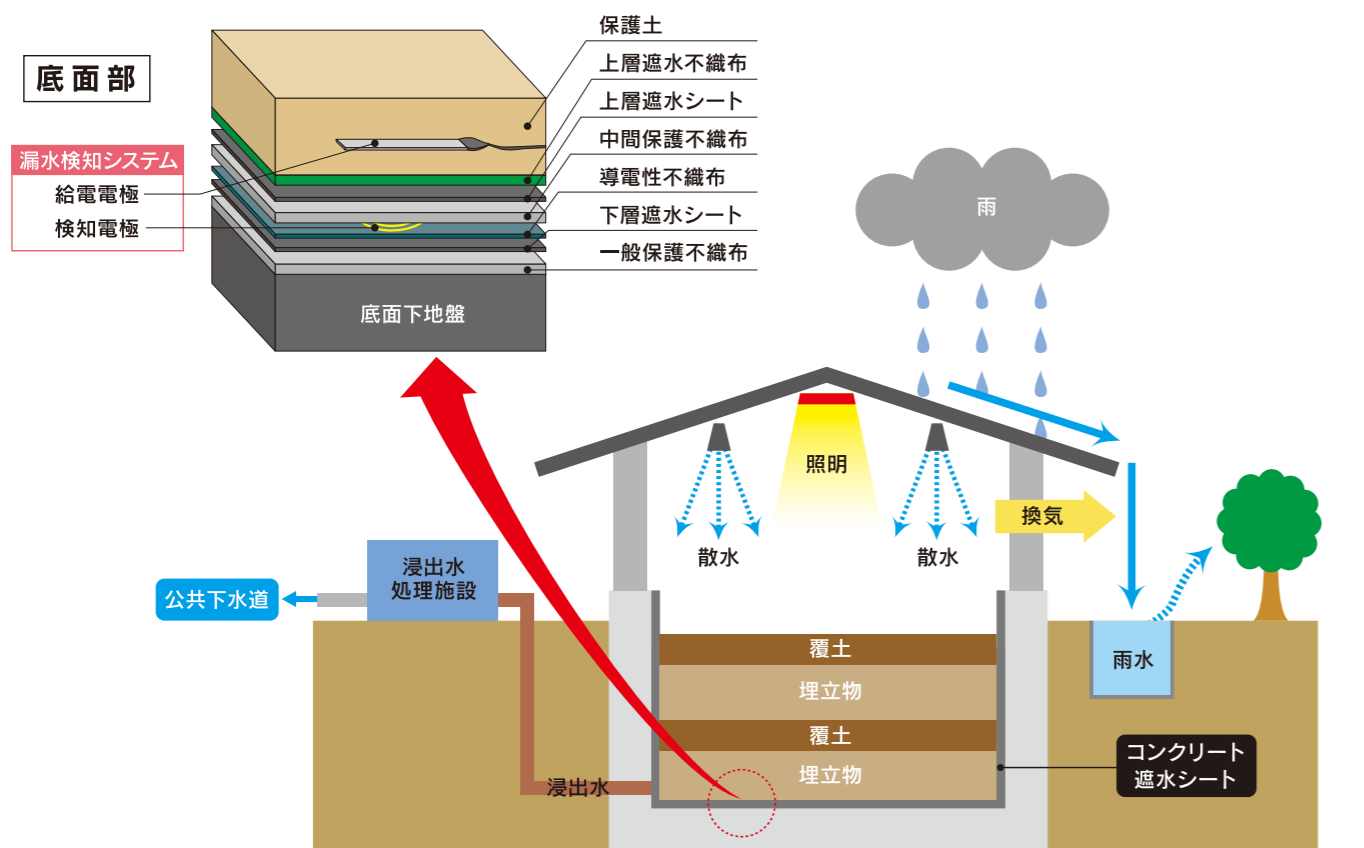 底面部
保護土
上層遮水不織布
上層遮水シート
中間保護不織布
導電性不織布
下層遮水シート
一般保護不織布
漏水検知システム
給電電極
検知電極
底面下地盤
雨
照明
散水
散水
換気
浸出水
処理施設
公共下水道
覆土
埋立物
覆土
埋立物
浸出水
雨水
コンクリート
遮水シート